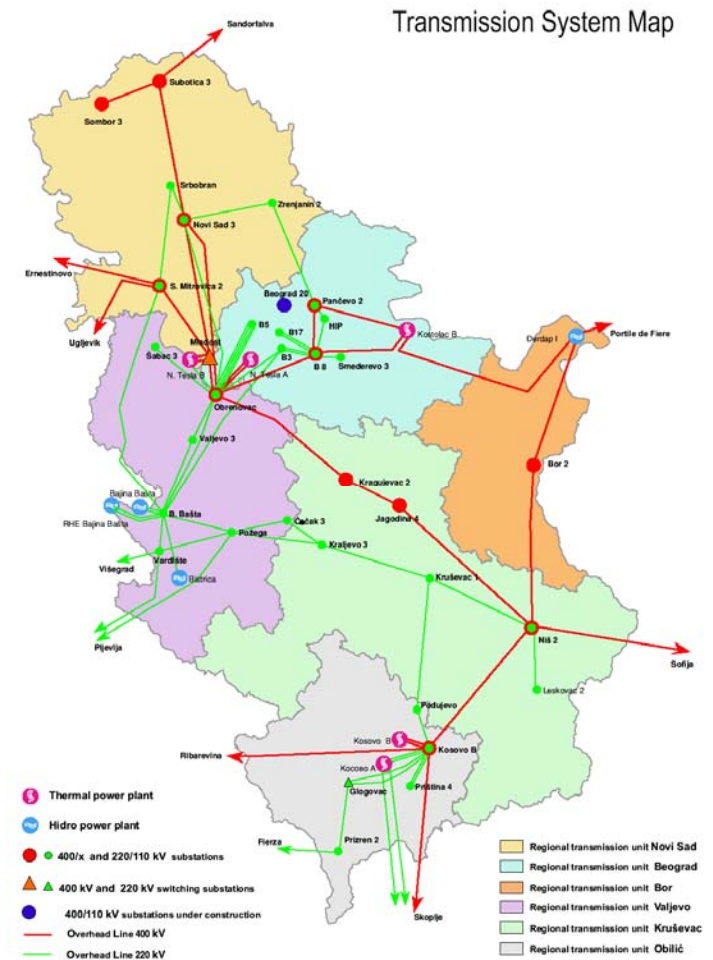 Transmission System Map
Sandorfalva
Subotica 3
Sombor 3
Srbobran
Zrenjanin 2
Novi Sad 3
Ernestinovo
S. Mitrovica 2
Beograd 20
Pančevo 2
Ugljevik
B5
B17
HIP
Kostolac B
Đerdap I
Portile de Fiere
Mladost
Šabac 3
B3
N. Tesla B
N. Tesla A
B 8
Smederevo 3
Obrenovac
Valjevo 3
Bor 2
Kragujevac 2
Bajina Bašta
Jagodina 4
B. Bašta
RHE Bajina Bašta
Čačak 3
Požega
Kraljevo 3
Vardište
Višegrad
Bistrica
Kruševac 1
Niš 2
Pljevlja
Sofija
Leskovac 2
Podujevo
Kosovo B
Kosovo B
Ribarevina
Glogovac
Priština 4
Fierza
Prizren 2
Skoplje
Thermal power plant
Hidro power plant
400/x and 220/110 kV substations
400 kV and 220 kV switching substations
400/110 kV substations under construction
Overhead Line 400 kV
Overhead Line 220 kV
Regional transmission unit Novi Sad
Regional transmission unit Beograd
Regional transmission unit Bor
Regional transmission unit Valjevo
Regional transmission unit Kruševac
Regional transmission unit Obilić